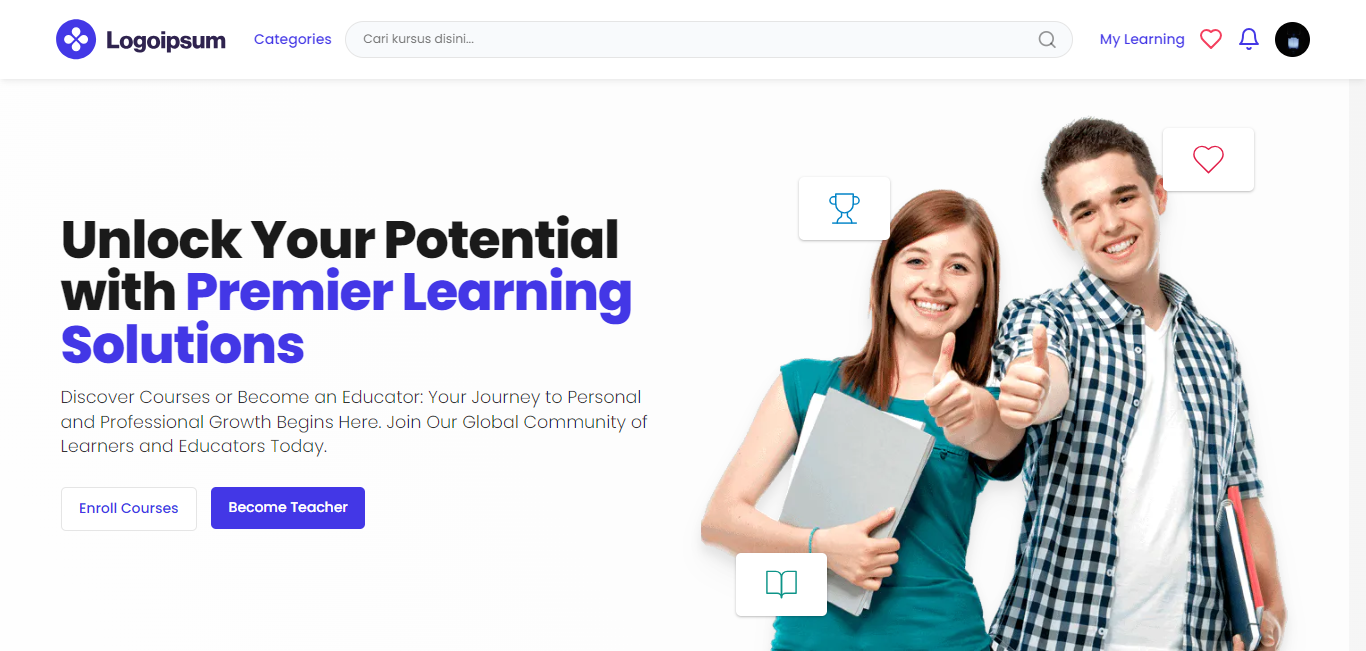 Logoipsum
Categories
Cari kursus disini...
My Learning
Unlock Your Potential
with Premier Learning
Solutions
Discover Courses or Become an Educator: Your Journey to Personal
and Professional Growth Begins Here. Join Our Global Community of
Learners and Educators Today.
Enroll Courses
Become Teacher